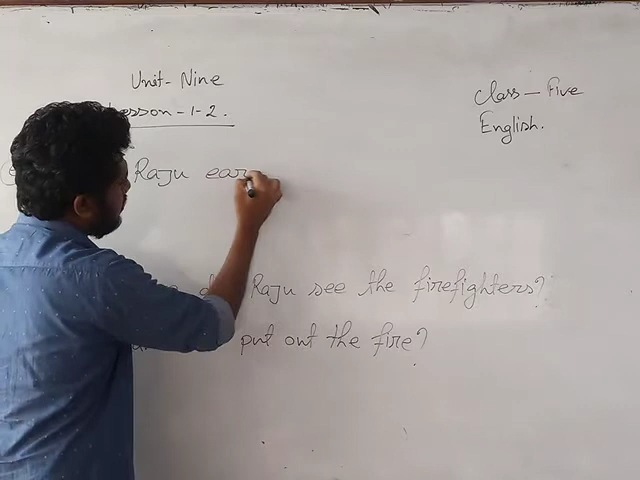 Unit- Nine
Lesson-1-2.
Class - Five
English.
Raju ear
Raju see the firefighters?
put out the fire?